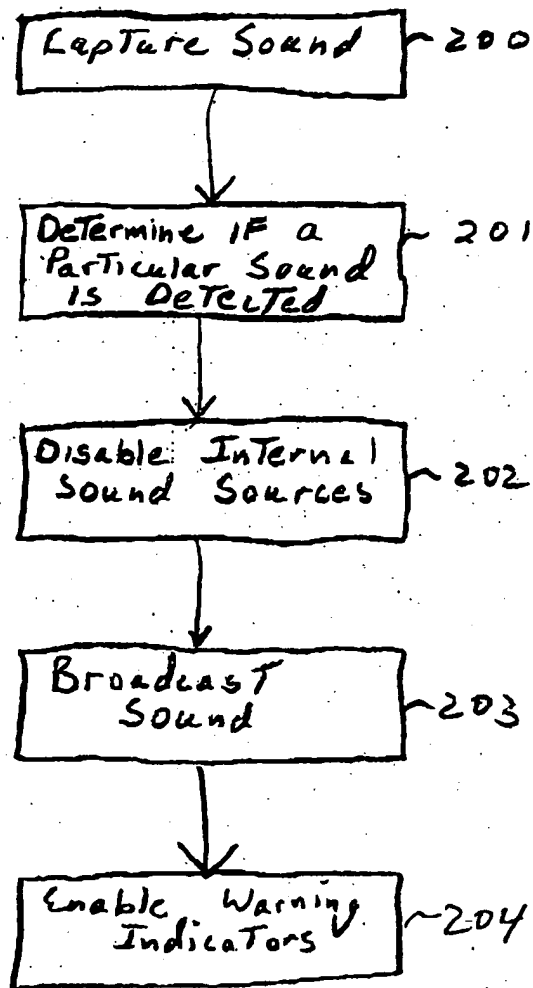 Capture Sound ~ 200
Determine IF a ~ 201
Particular Sound
is Detected
Disable Internal
Sound Sources ~ 202
Broadcast
Sound ~ 203
Enable Warning
Indicators ~ 204